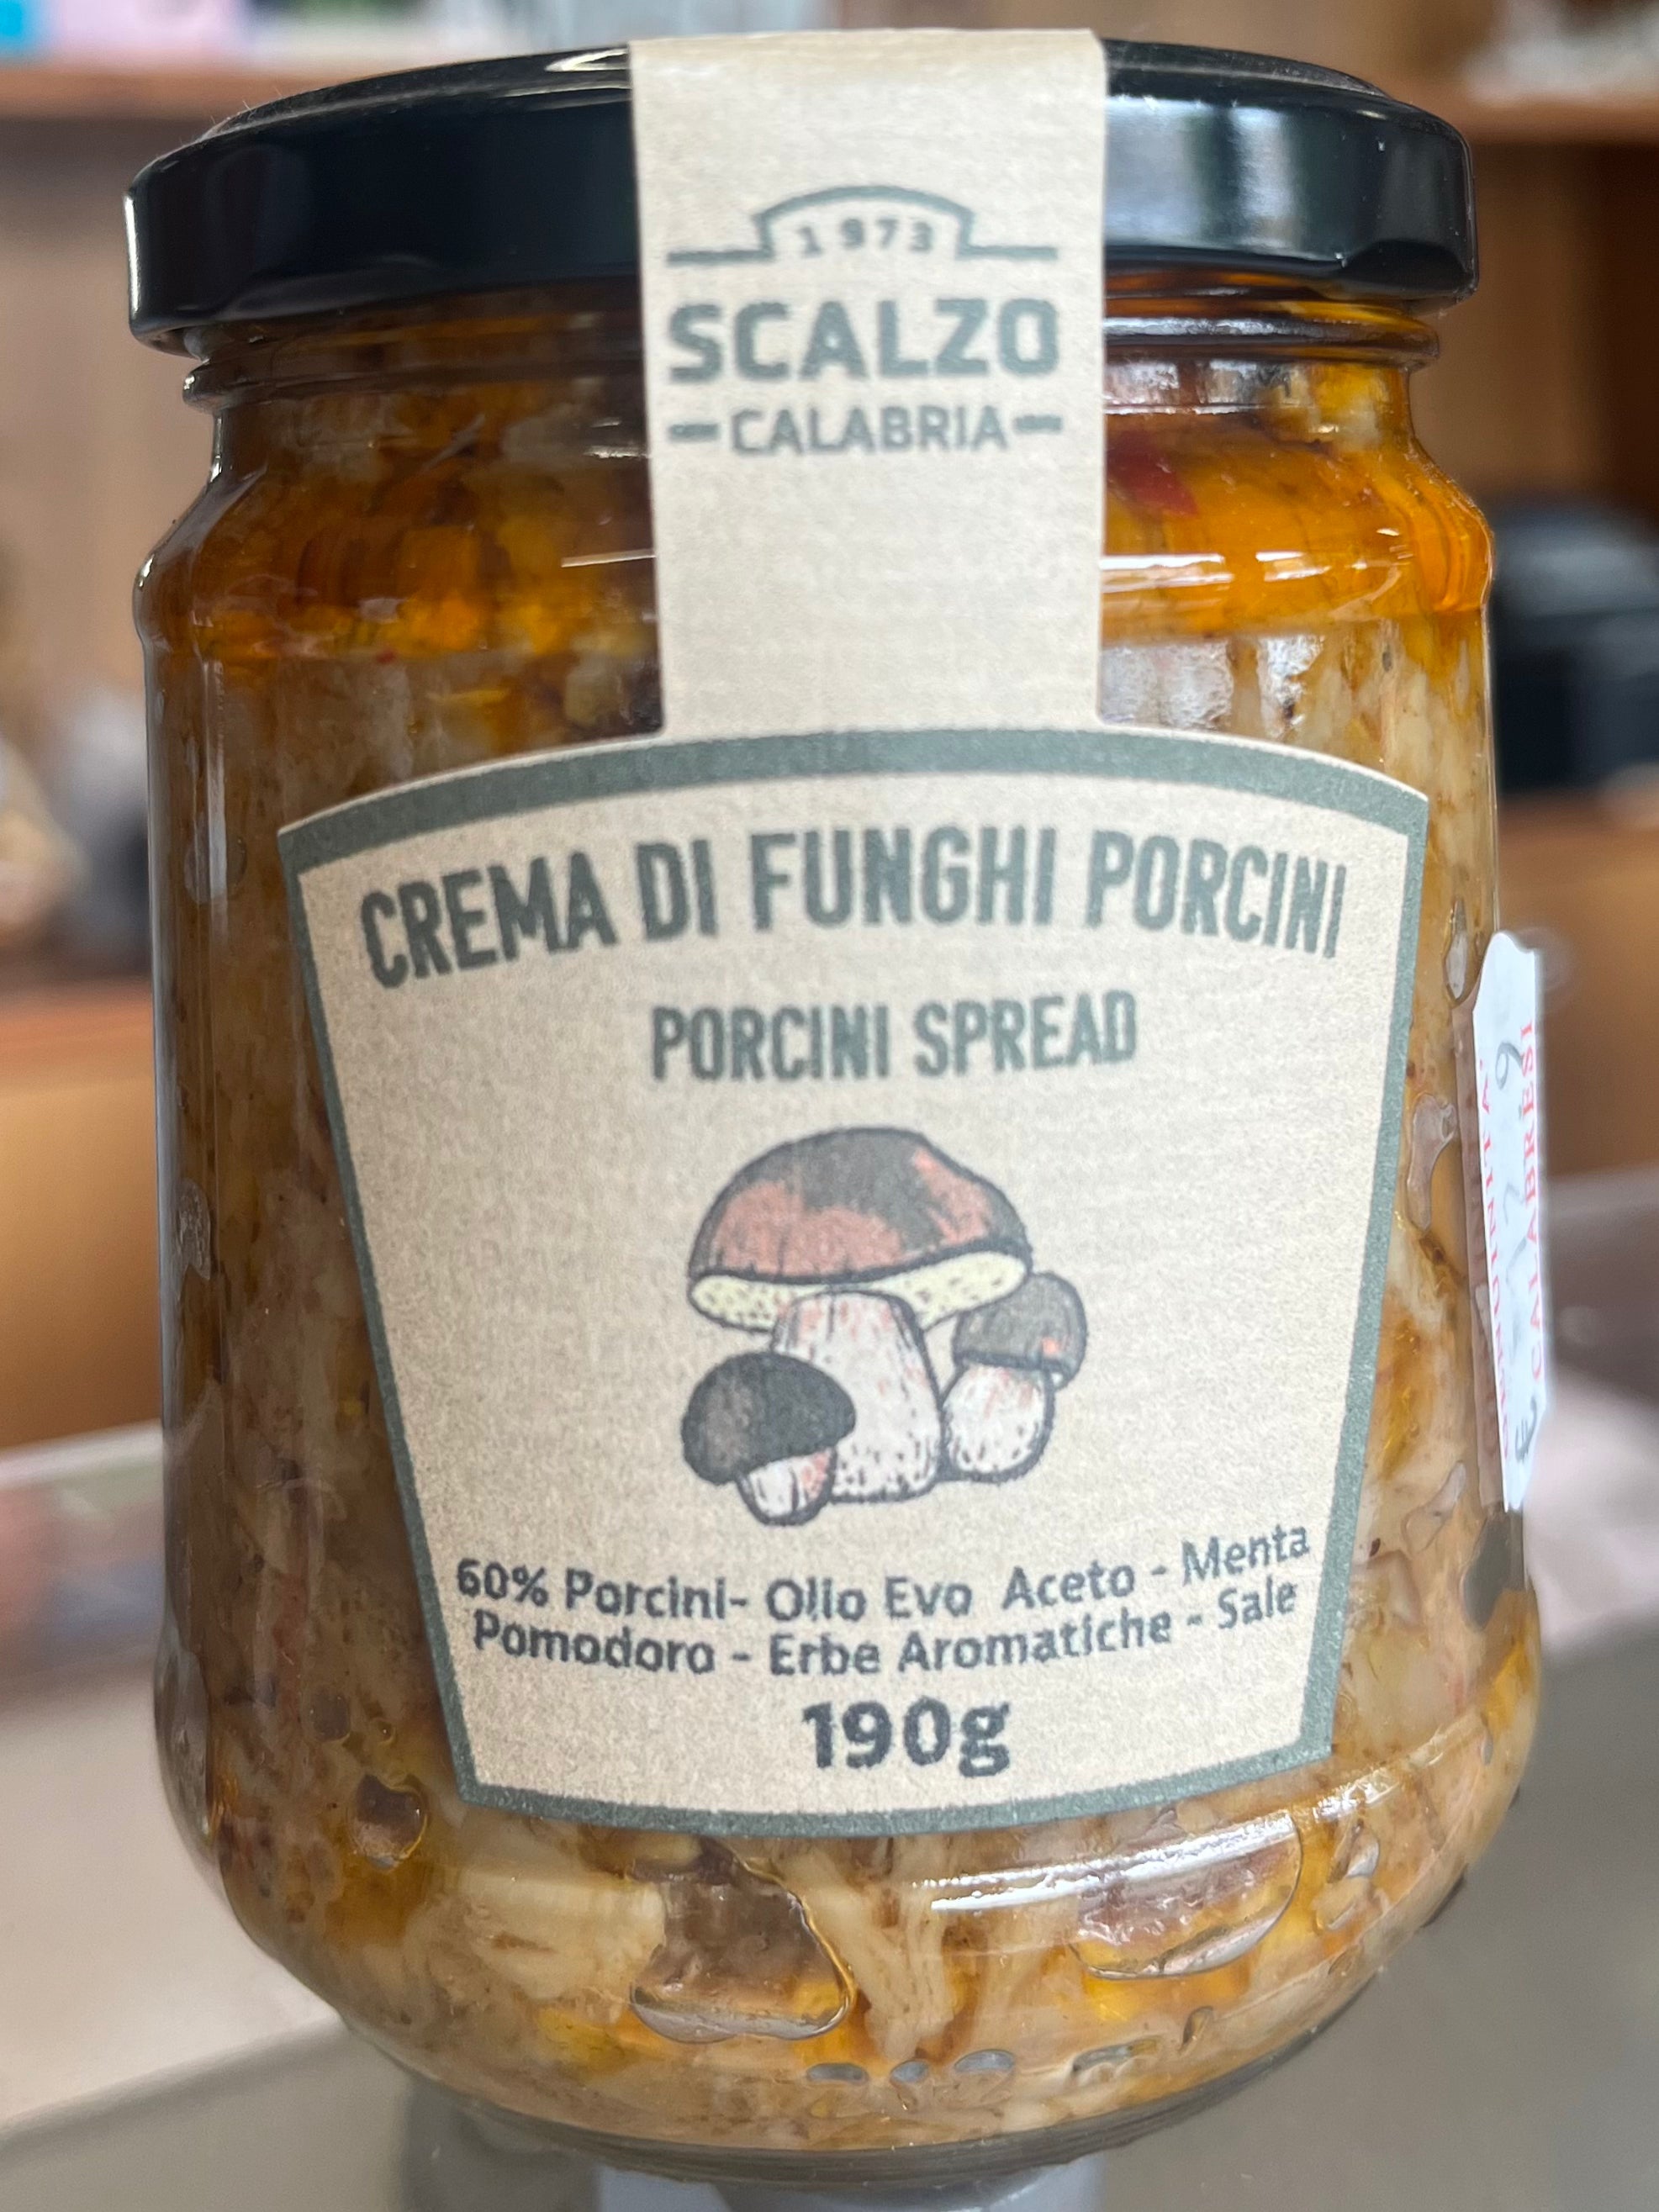 1973
SCALZO
CALABRIA
CREMA DI FUNGHI PORCINI
PORCINI SPREAD
60% Porcini- Olio Evo Aceto - Menta
Pomodoro - Erbe Aromatiche - Sale
190g
CALABRESI